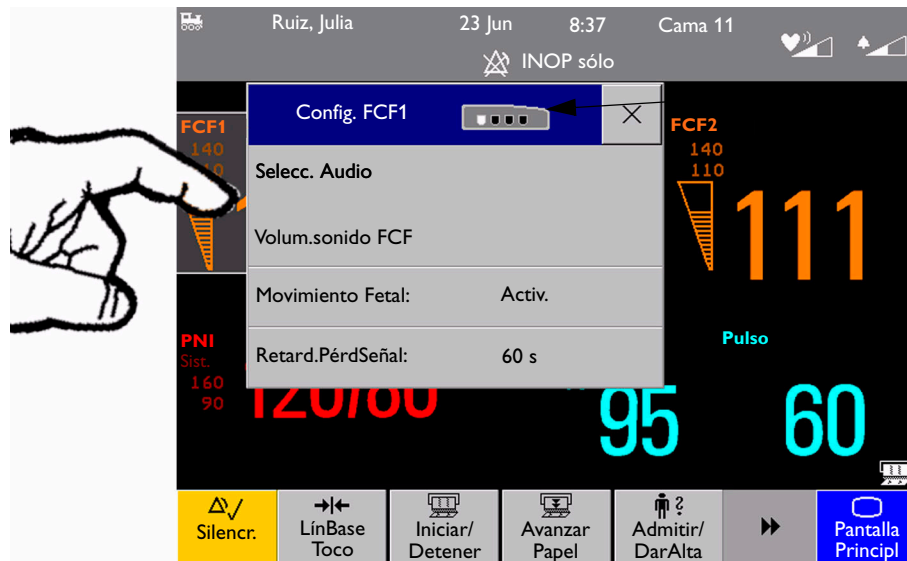 Ruiz, Julia 23 Jun 8:37 Cama 11
INOP sólo
Config. FCF1
FCF1
140
110
Selecc. Audio
Volum.sonido FCF
Movimiento Fetal: Activ.
Retard.PérdSeñal: 60 s
FCF2
140
110
111
PNI
Sist.
160
90
120/80
Pulso
95
60
Silencr.
LínBase
Toco
Iniciar/
Detener
Avanzar
Papel
?
Admitir/
DarAlta
Pantalla
Principl